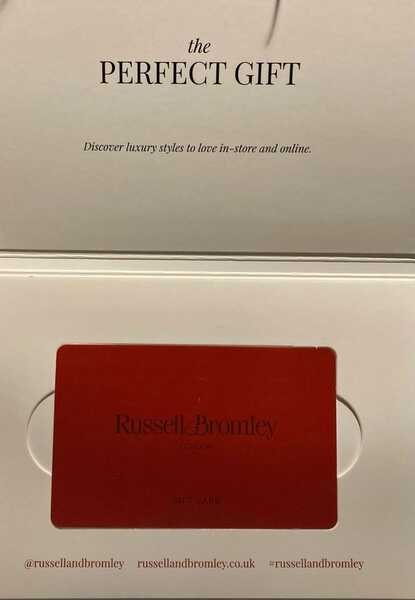 the
PERFECT GIFT
Discover luxury styles to love in-store and online.
Russell & Bromley
LONDON
GIFT CARD
@russellandbromley russellandbromley.co.uk #russellandbromley